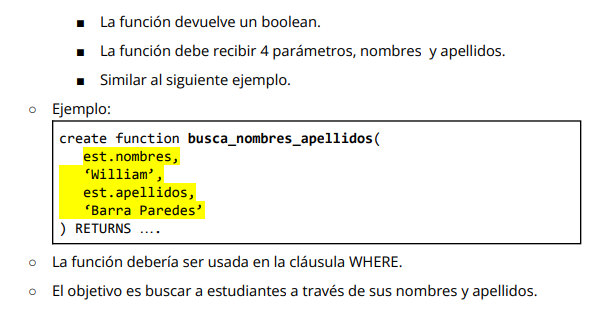 ▪ La función devuelve un boolean.
▪ La función debe recibir 4 parámetros, nombres y apellidos.
▪ Similar al siguiente ejemplo.
○ Ejemplo:
create function busca_nombres_apellidos(
est.nombres,
‘William’,
est.apellidos,
‘Barra Paredes’
) RETURNS ….
○ La función debería ser usada en la cláusula WHERE.
○ El objetivo es buscar a estudiantes a través de sus nombres y apellidos.